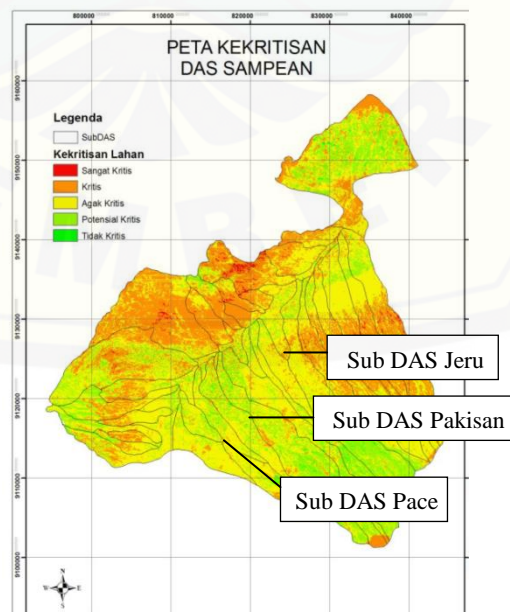 800000 810000 820000 830000 840000
PETA KEKRITISAN
DAS SAMPEAN
Legenda
SubDAS
Kekritisan Lahan
Sangat Kritis
Kritis
Agak Kritis
Potensial Kritis
Tidak Kritis
9160000
9150000
9140000
9130000
9120000
9110000
9100000
Sub DAS Jeru
Sub DAS Pakisan
Sub DAS Pace
N
W E
S
M B E R